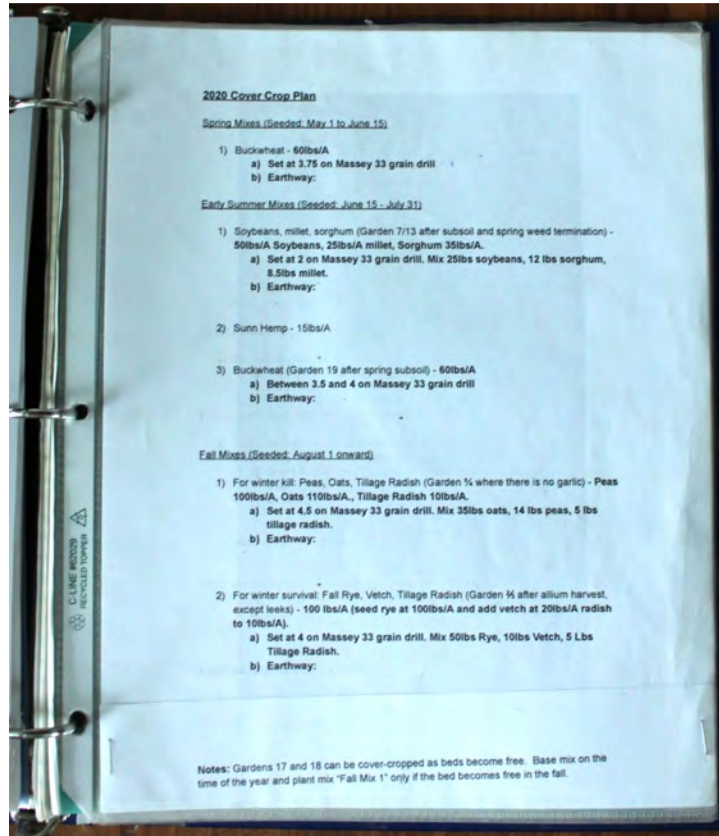 2020 Cover Crop Plan
Spring Mixes (Seeded: May 1 to June 15)
1) Buckwheat - 60lbs/A
a) Set at 3.75 on Massey 33 grain drill
b) Earthway:
Early Summer Mixes (Seeded: June 15 - July 31)
1) Soybeans, millet, sorghum (Garden 7/13 after subsoil and spring weed termination) -
50lbs/A Soybeans, 25lbs/A millet, Sorghum 35lbs/A.
a) Set at 2 on Massey 33 grain drill. Mix 25lbs soybeans, 12 lbs sorghum,
8.5lbs millet.
b) Earthway:
2) Sunn Hemp - 15lbs/A
3) Buckwheat (Garden 19 after spring subsoil) - 60lbs/A
a) Between 3.5 and 4 on Massey 33 grain drill
b) Earthway:
Fall Mixes (Seeded: August 1 onward)
1) For winter kill: Peas, Oats, Tillage Radish (Garden where there is no garlic) - Peas
100lbs/A, Oats 110lbs/A., Tillage Radish 10lbs/A.
a) Set at 4.5 on Massey 33 grain drill. Mix 35lbs oats, 14 lbs peas, 5 lbs
tillage radish.
b) Earthway:
2) For winter survival: Fall Rye, Vetch, Tillage Radish (Garden after allium harvest,
except leeks) - 100 lbs/A (seed rye at 100lbs/A and add vetch at 20lbs/A radish
to 10lbs/A).
a) Set at 4 on Massey 33 grain drill. Mix 50lbs Rye, 10lbs Vetch, 5 Lbs
Tillage Radish.
b) Earthway:
Notes: Gardens 17 and 18 can be cover-cropped as beds become free. Base mix on the
time of the year and plant mix "Fall Mix 1" only if the bed becomes free in the fall.
C-LINE #62029
RECYCLED TOPPER